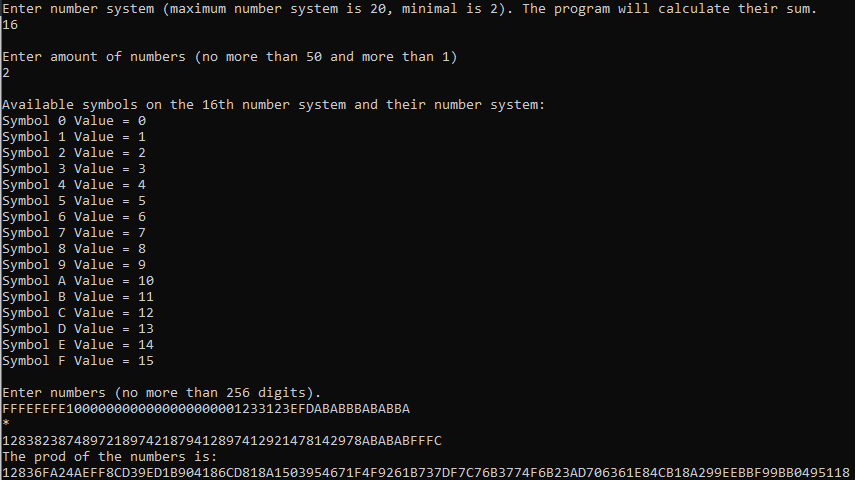 Enter number system (maximum number system is 20, minimal is 2). The program will calculate their sum.
16
Enter amount of numbers (no more than 50 and more than 1)
2
Available symbols on the 16th number system and their number system:
Symbol 0 Value = 0
Symbol 1 Value = 1
Symbol 2 Value = 2
Symbol 3 Value = 3
Symbol 4 Value = 4
Symbol 5 Value = 5
Symbol 6 Value = 6
Symbol 7 Value = 7
Symbol 8 Value = 8
Symbol 9 Value = 9
Symbol A Value = 10
Symbol B Value = 11
Symbol C Value = 12
Symbol D Value = 13
Symbol E Value = 14
Symbol F Value = 15
Enter numbers (no more than 256 digits).
FFFEFEFE1000000000000000000001233123EFDABABBBABABBA
*
128382387489721897421879412897412921478142978ABABABFFFC
The prod of the numbers is:
12836FA24AEFF8CD39ED1B904186CD818A1503954671F4F9261B737DF7C76B3774F6B23AD706361E84CB18A299EEBBF99BB0495118